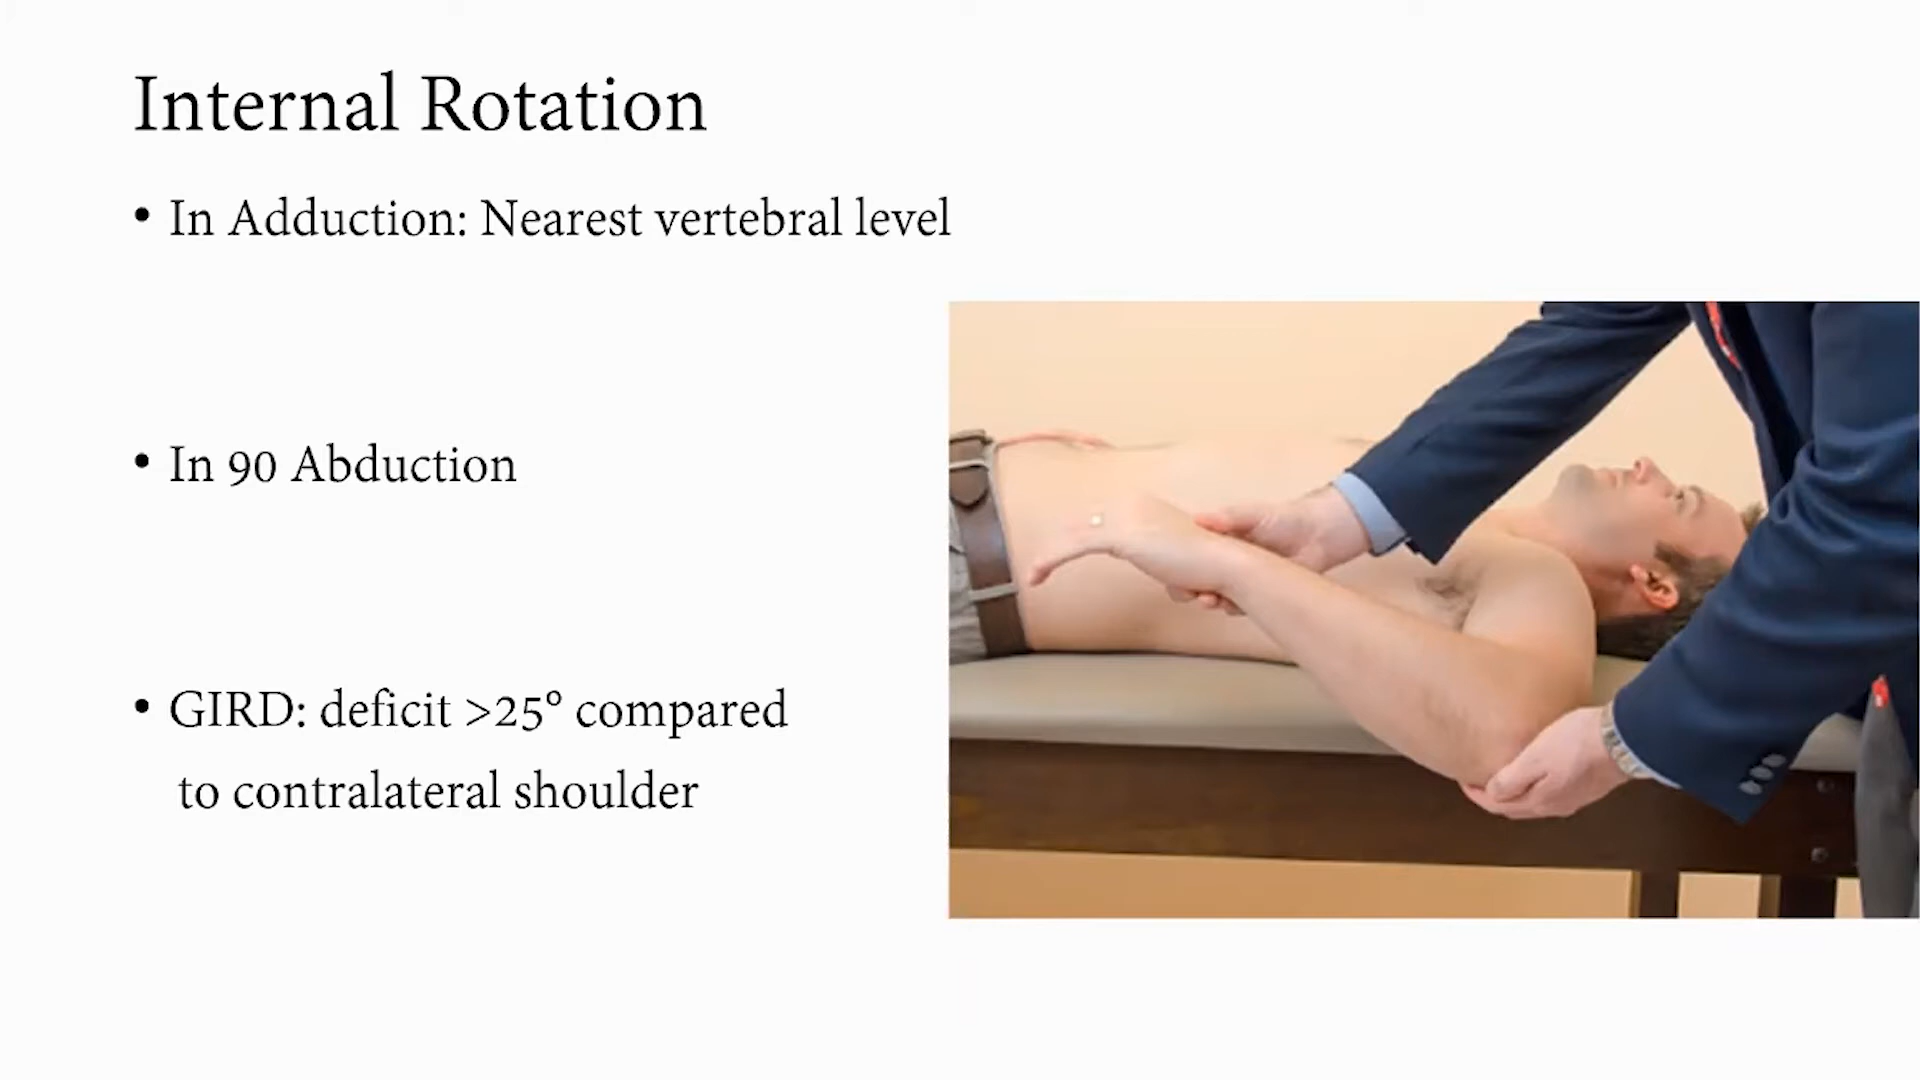 Internal Rotation
• In Adduction: Nearest vertebral level
• In 90 Abduction
• GIRD: deficit >25° compared
to contralateral shoulder